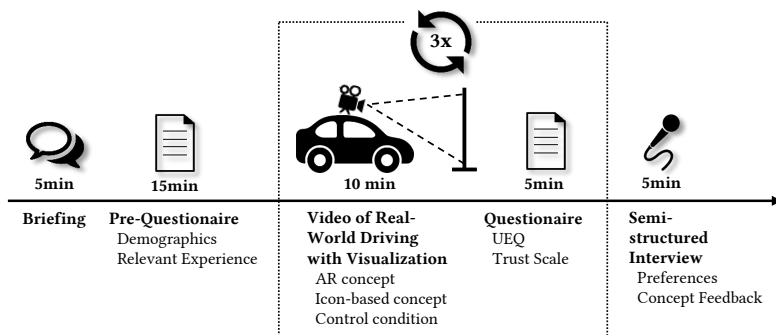 3x
5min
15min
10 min
5min
5min
Briefing
Pre-Questionaire
Demographics
Relevant Experience
Video of Real-
World Driving
with Visualization
AR concept
Icon-based concept
Control condition
Questionaire
UEQ
Trust Scale
Semi-
structured
Interview
Preferences
Concept Feedback